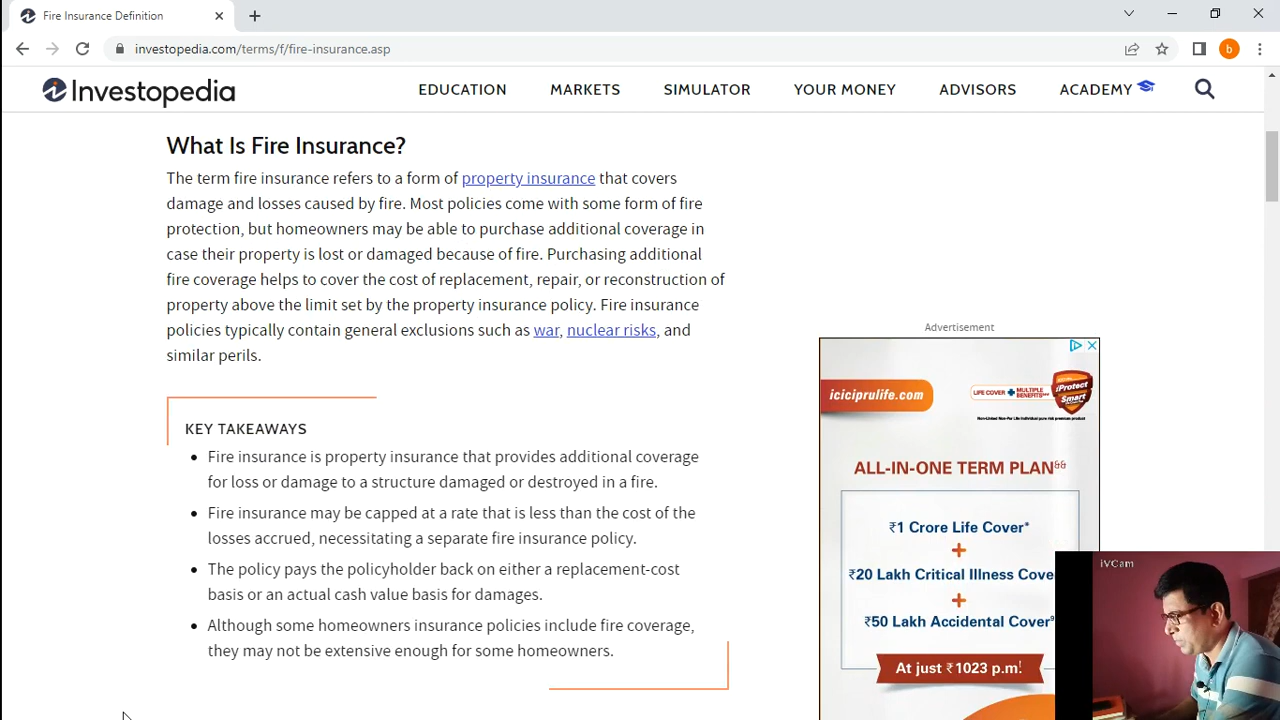 Fire Insurance Definition
investopedia.com/terms/f/fire-insurance.asp
b
Investopedia
EDUCATION
MARKETS
SIMULATOR
YOUR MONEY
ADVISORS
ACADEMY
What Is Fire Insurance?
The term fire insurance refers to a form of property insurance that covers
damage and losses caused by fire. Most policies come with some form of fire
protection, but homeowners may be able to purchase additional coverage in
case their property is lost or damaged because of fire. Purchasing additional
fire coverage helps to cover the cost of replacement, repair, or reconstruction of
property above the limit set by the property insurance policy. Fire insurance
policies typically contain general exclusions such as war, nuclear risks, and
similar perils.
KEY TAKEAWAYS
• Fire insurance is property insurance that provides additional coverage
for loss or damage to a structure damaged or destroyed in a fire.
• Fire insurance may be capped at a rate that is less than the cost of the
losses accrued, necessitating a separate fire insurance policy.
• The policy pays the policyholder back on either a replacement-cost
basis or an actual cash value basis for damages.
• Although some homeowners insurance policies include fire coverage,
they may not be extensive enough for some homeowners.
Advertisement
iciciprulife.com
LIFE COVER + MULTIPLE BENEFITS
iProtect
Smart
ALL-IN-ONE TERM PLAN&&
₹1 Crore Life Cover*
+
₹20 Lakh Critical Illness Cove
+
₹50 Lakh Accidental Cover
At just ₹1023 p.m!
iVCam